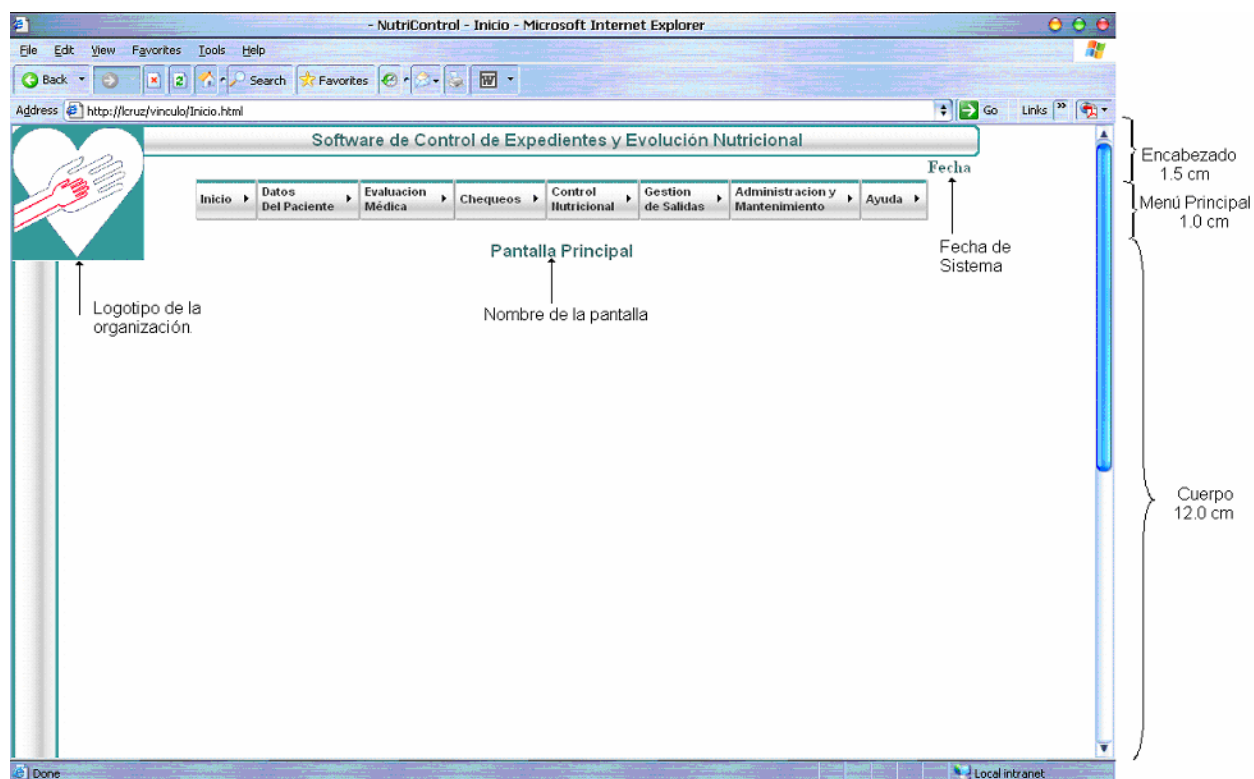 - NutriControl - Inicio - Microsoft Internet Explorer
File Edit View Favorites Tools Help
Back Search Favorites
Address http://lcruz/vinculo/Inicio.html Go Links »
Software de Control de Expedientes y Evolución Nutricional
Fecha
Encabezado
1.5 cm
Inicio
Datos
Del Paciente
Evaluacion
Médica
Chequeos
Control
Nutricional
Gestion
de Salidas
Administracion y
Mantenimiento
Ayuda
Menú Principal
1.0 cm
Pantalla Principal
Fecha de
Sistema
Logotipo de la
organización.
Nombre de la pantalla
Cuerpo
12.0 cm
Done Local intranet